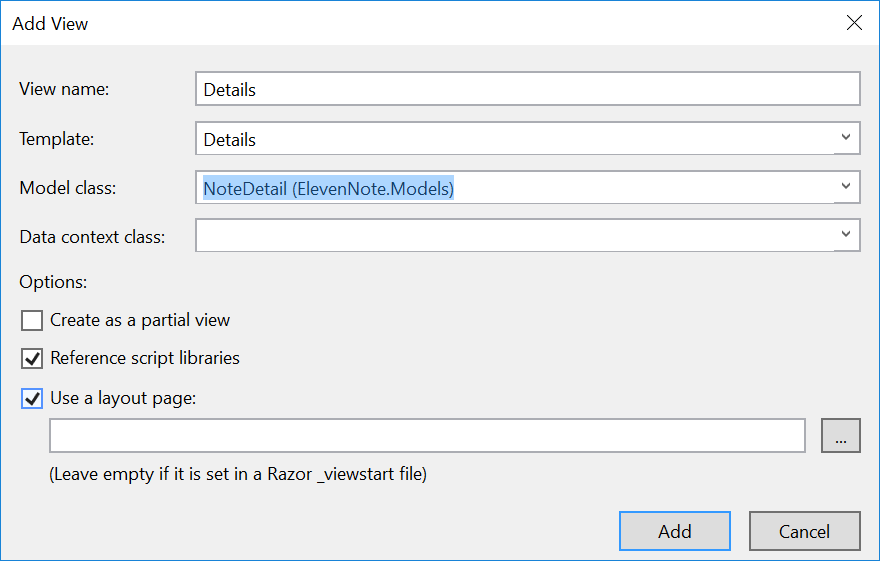 Add View
View name:
Details
Template:
Details
Model class:
NoteDetail (ElevenNote.Models)
Data context class:
Options:
Create as a partial view
Reference script libraries
Use a layout page:
...
(Leave empty if it is set in a Razor _viewstart file)
Add
Cancel